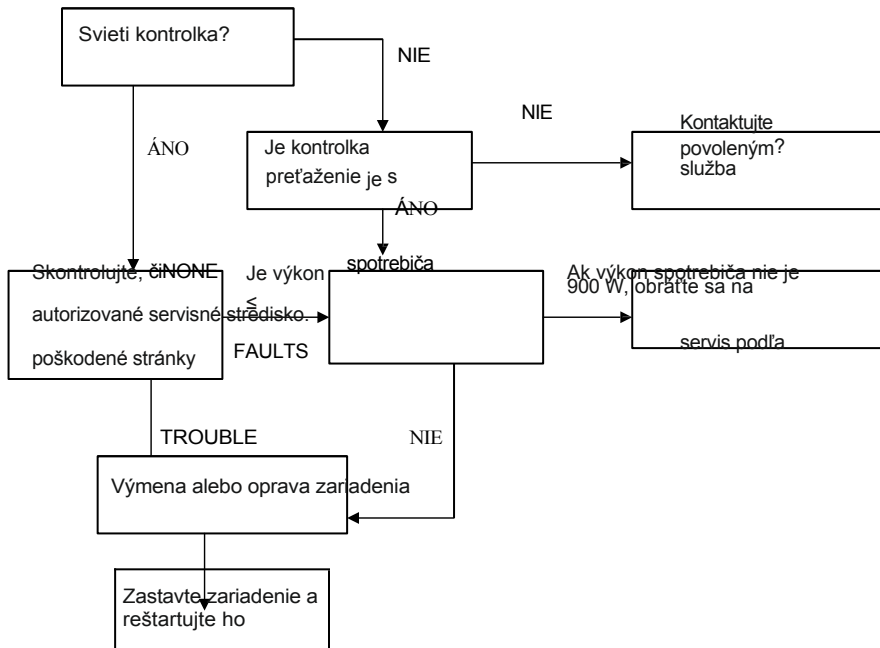 Svieti kontrolka?
NIE
NIE
ÁNO
Je kontrolka
preťaženie je s
Kontaktujte
povoleným?
služba
ÁNO
spotrebiča
Skontrolujte, čiNONE
autorizované servisné stredisko.
poškodené stránky
Je výkon
≤
FAULTS
Ak výkon spotrebiča nie je
900 W, obráťte sa na
servis podľa
TROUBLE
NIE
Výmena alebo oprava zariadenia
Zastavte zariadenie a
reštartujte ho